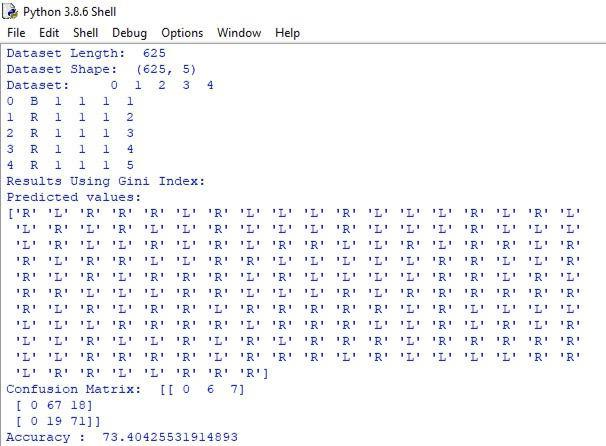 Python 3.8.6 Shell
File Edit Shell Debug Options Window Help
Dataset Length:  625
Dataset Shape:  (625, 5)
Dataset:     0  1  2  3  4
0  B  1  1  1  1
1  R  1  1  1  2
2  R  1  1  1  3
3  R  1  1  1  4
4  R  1  1  1  5
Results Using Gini Index:
Predicted values:
['R' 'L' 'R' 'R' 'R' 'L' 'R' 'L' 'L' 'L' 'R' 'L' 'L' 'L' 'R' 'L' 'R' 'L'
 'L' 'R' 'L' 'R' 'L' 'L' 'R' 'L' 'L' 'L' 'R' 'L' 'L' 'L' 'R' 'L' 'L' 'L'
 'L' 'R' 'L' 'L' 'R' 'L' 'R' 'L' 'R' 'R' 'L' 'L' 'R' 'L' 'R' 'R' 'L' 'R'
 'R' 'L' 'R' 'R' 'L' 'L' 'R' 'R' 'L' 'L' 'L' 'L' 'L' 'R' 'R' 'L' 'L' 'R'
 'R' 'L' 'R' 'L' 'R' 'R' 'R' 'L' 'R' 'L' 'L' 'L' 'L' 'R' 'R' 'L' 'R' 'L'
 'R' 'R' 'L' 'L' 'L' 'R' 'R' 'L' 'L' 'L' 'R' 'L' 'R' 'R' 'R' 'R' 'R' 'R'
 'R' 'L' 'R' 'L' 'R' 'R' 'L' 'R' 'R' 'R' 'R' 'R' 'L' 'R' 'L' 'L' 'L' 'L'
 'L' 'L' 'L' 'R' 'R' 'R' 'R' 'L' 'R' 'R' 'R' 'L' 'L' 'R' 'L' 'R' 'L' 'R'
 'L' 'L' 'R' 'L' 'L' 'R' 'L' 'R' 'L' 'R' 'R' 'R' 'L' 'R' 'R' 'R' 'R' 'R'
 'L' 'L' 'R' 'R' 'R' 'R' 'L' 'R' 'R' 'R' 'L' 'R' 'L' 'L' 'L' 'L' 'R' 'R'
 'L' 'R' 'R' 'L' 'L' 'R' 'R' 'R']
Confusion Matrix:  [[ 0  6  7]
 [ 0 67 18]
 [ 0 19 71]]
Accuracy :  73.40425531914893